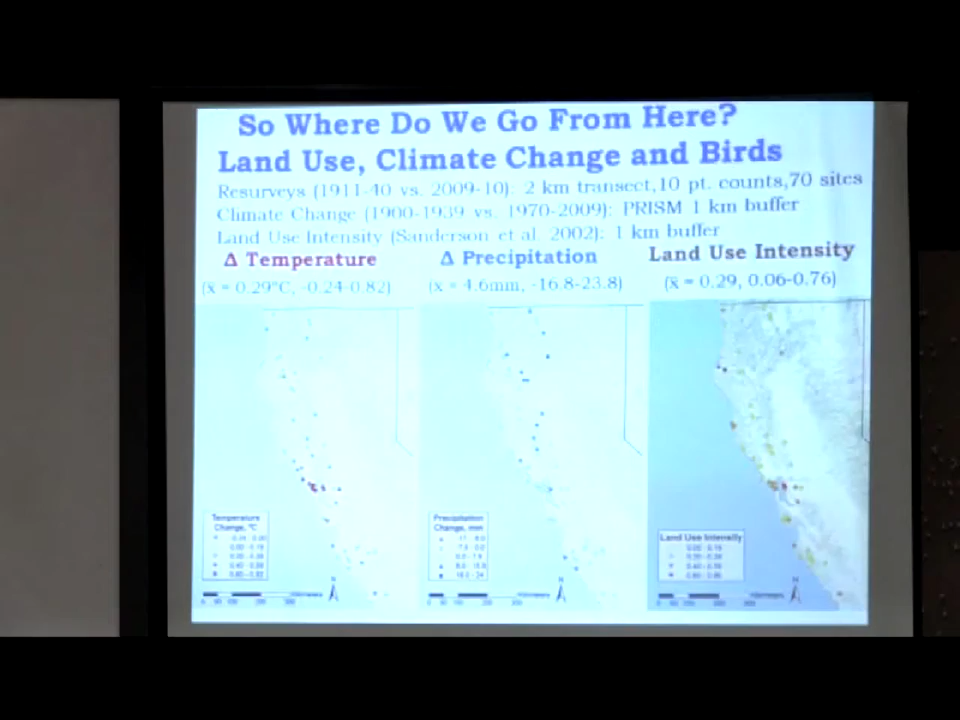 So Where Do We Go From Here?
Land Use, Climate Change and Birds
Resurveys (1911-40 vs. 2009-10): 2 km transect,10 pt. counts,70 sites
Climate Change (1900-1939 vs. 1970-2009): PRISM 1 km buffer
Land Use Intensity (Sanderson et al. 2002): 1 km buffer
Δ Temperature Δ Precipitation Land Use Intensity
(x̄ = 0.29°C, -0.24-0.82) (x̄ = 4.6mm, -16.8-23.8) (x̄ = 0.29, 0.06-0.76)
Temperature Change, °C
Precipitation Change, mm
Land Use Intensity
N N N